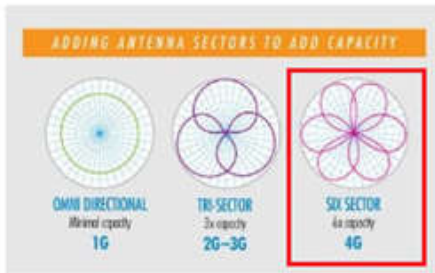 ADDING ANTENNA SECTORS TO ADD CAPACITY
OMNI DIRECTIONAL
Minimal capacity
1G
TRI-SECTOR
3x capacity
2G–3G
SIX SECTOR
6x capacity
4G